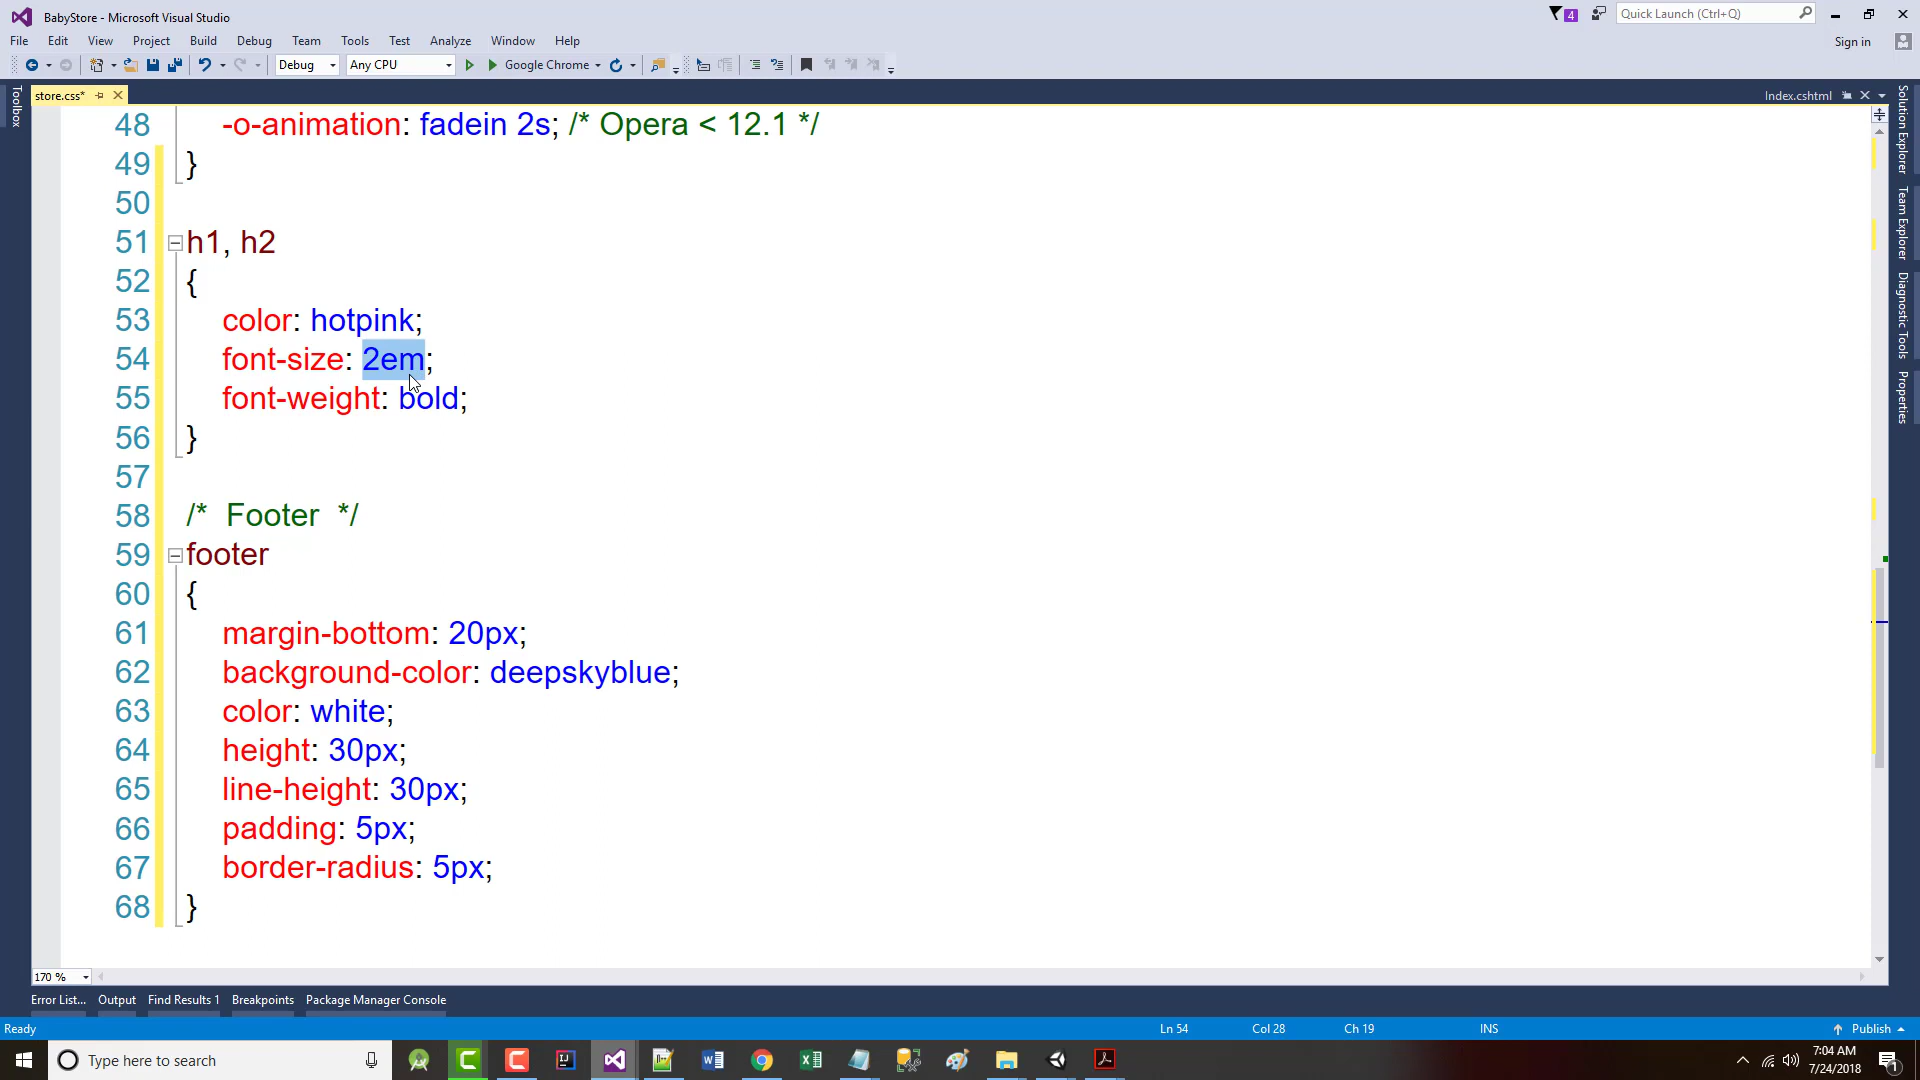 BabyStore - Microsoft Visual Studio
4
Quick Launch (Ctrl+Q)
File Edit View Project Build Debug Team Tools Test Analyze Window Help
Sign in
Debug Any CPU Google Chrome
Toolbox
store.css*
Index.cshtml
Solution Explorer
Team Explorer
Diagnostic Tools
Properties
48 -o-animation: fadein 2s; /* Opera < 12.1 */
49 }
50
51 h1, h2
52 {
53 color: hotpink;
54 font-size: 2em;
55 font-weight: bold;
56 }
57
58 /*  Footer  */
59 footer
60 {
61 margin-bottom: 20px;
62 background-color: deepskyblue;
63 color: white;
64 height: 30px;
65 line-height: 30px;
66 padding: 5px;
67 border-radius: 5px;
68 }
170 %
Error List... Output Find Results 1 Breakpoints Package Manager Console
Ready Ln 54 Col 28 Ch 19 INS Publish
Type here to search
7:04 AM
7/24/2018
1